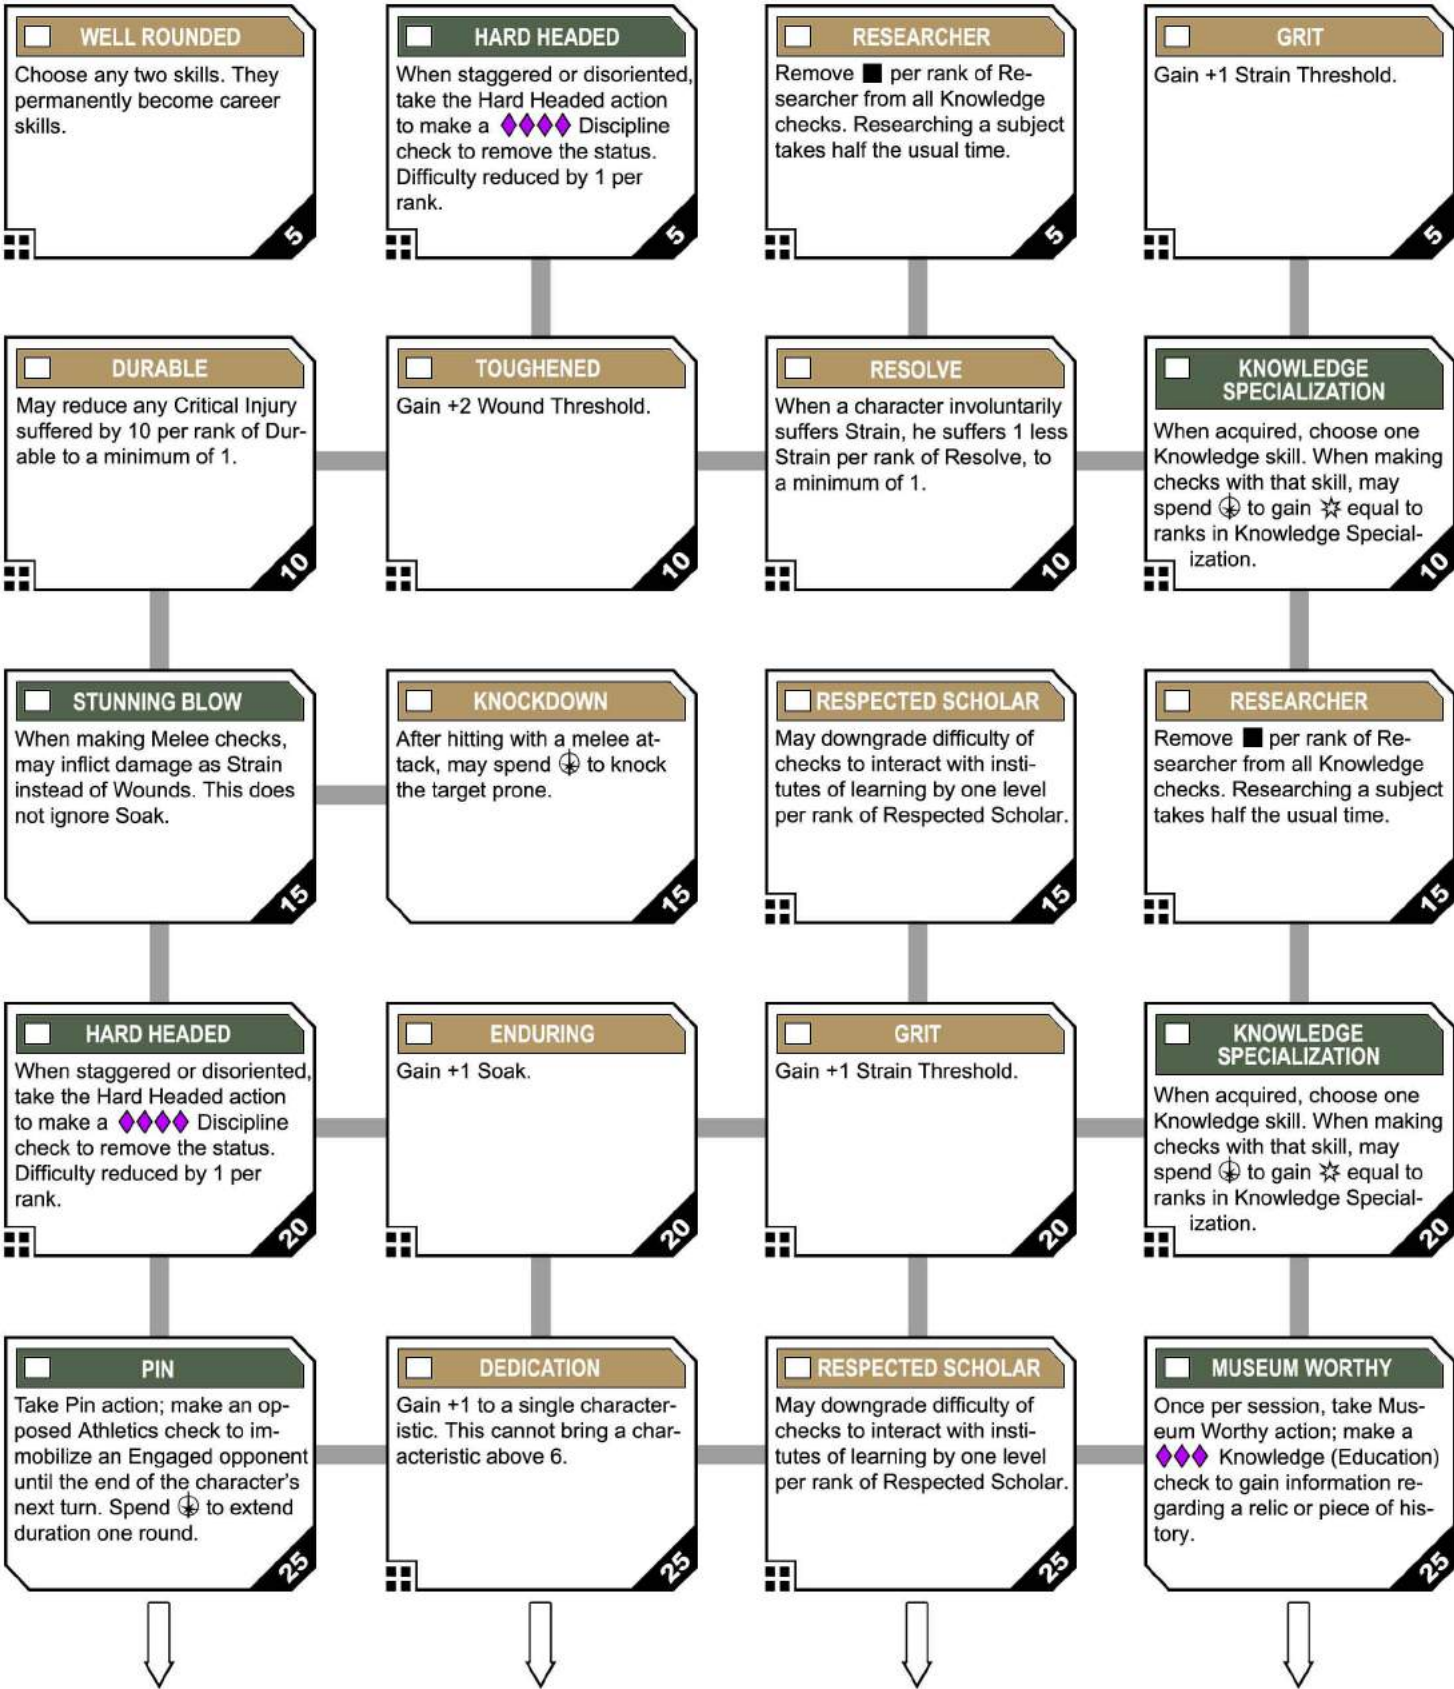 WELL ROUNDED
Choose any two skills. They
permanently become career
skills.
5
HARD HEADED
When staggered or disoriented,
take the Hard Headed action
to make a Discipline
check to remove the status.
Difficulty reduced by 1 per
rank.
5
RESEARCHER
Remove per rank of Re-
searcher from all Knowledge
checks. Researching a subject
takes half the usual time.
5
GRIT
Gain +1 Strain Threshold.
5
DURABLE
May reduce any Critical Injury
suffered by 10 per rank of Dur-
able to a minimum of 1.
10
TOUGHENED
Gain +2 Wound Threshold.
10
RESOLVE
When a character involuntarily
suffers Strain, he suffers 1 less
Strain per rank of Resolve, to
a minimum of 1.
10
KNOWLEDGE
SPECIALIZATION
When acquired, choose one
Knowledge skill. When making
checks with that skill, may
spend to gain equal to
ranks in Knowledge Special-
ization.
10
STUNNING BLOW
When making Melee checks,
may inflict damage as Strain
instead of Wounds. This does
not ignore Soak.
15
KNOCKDOWN
After hitting with a melee at-
tack, may spend to knock
the target prone.
15
RESPECTED SCHOLAR
May downgrade difficulty of
checks to interact with insti-
tutes of learning by one level
per rank of Respected Scholar.
15
RESEARCHER
Remove per rank of Re-
searcher from all Knowledge
checks. Researching a subject
takes half the usual time.
15
HARD HEADED
When staggered or disoriented,
take the Hard Headed action
to make a Discipline
check to remove the status.
Difficulty reduced by 1 per
rank.
20
ENDURING
Gain +1 Soak.
20
GRIT
Gain +1 Strain Threshold.
20
KNOWLEDGE
SPECIALIZATION
When acquired, choose one
Knowledge skill. When making
checks with that skill, may
spend to gain equal to
ranks in Knowledge Special-
ization.
20
PIN
Take Pin action; make an op-
posed Athletics check to im-
mobilize an Engaged opponent
until the end of the character's
next turn. Spend to extend
duration one round.
25
DEDICATION
Gain +1 to a single character-
istic. This cannot bring a char-
acteristic above 6.
25
RESPECTED SCHOLAR
May downgrade difficulty of
checks to interact with insti-
tutes of learning by one level
per rank of Respected Scholar.
25
MUSEUM WORTHY
Once per session, take Mus-
eum Worthy action; make a
Knowledge (Education)
check to gain information re-
garding a relic or piece of his-
tory.
25